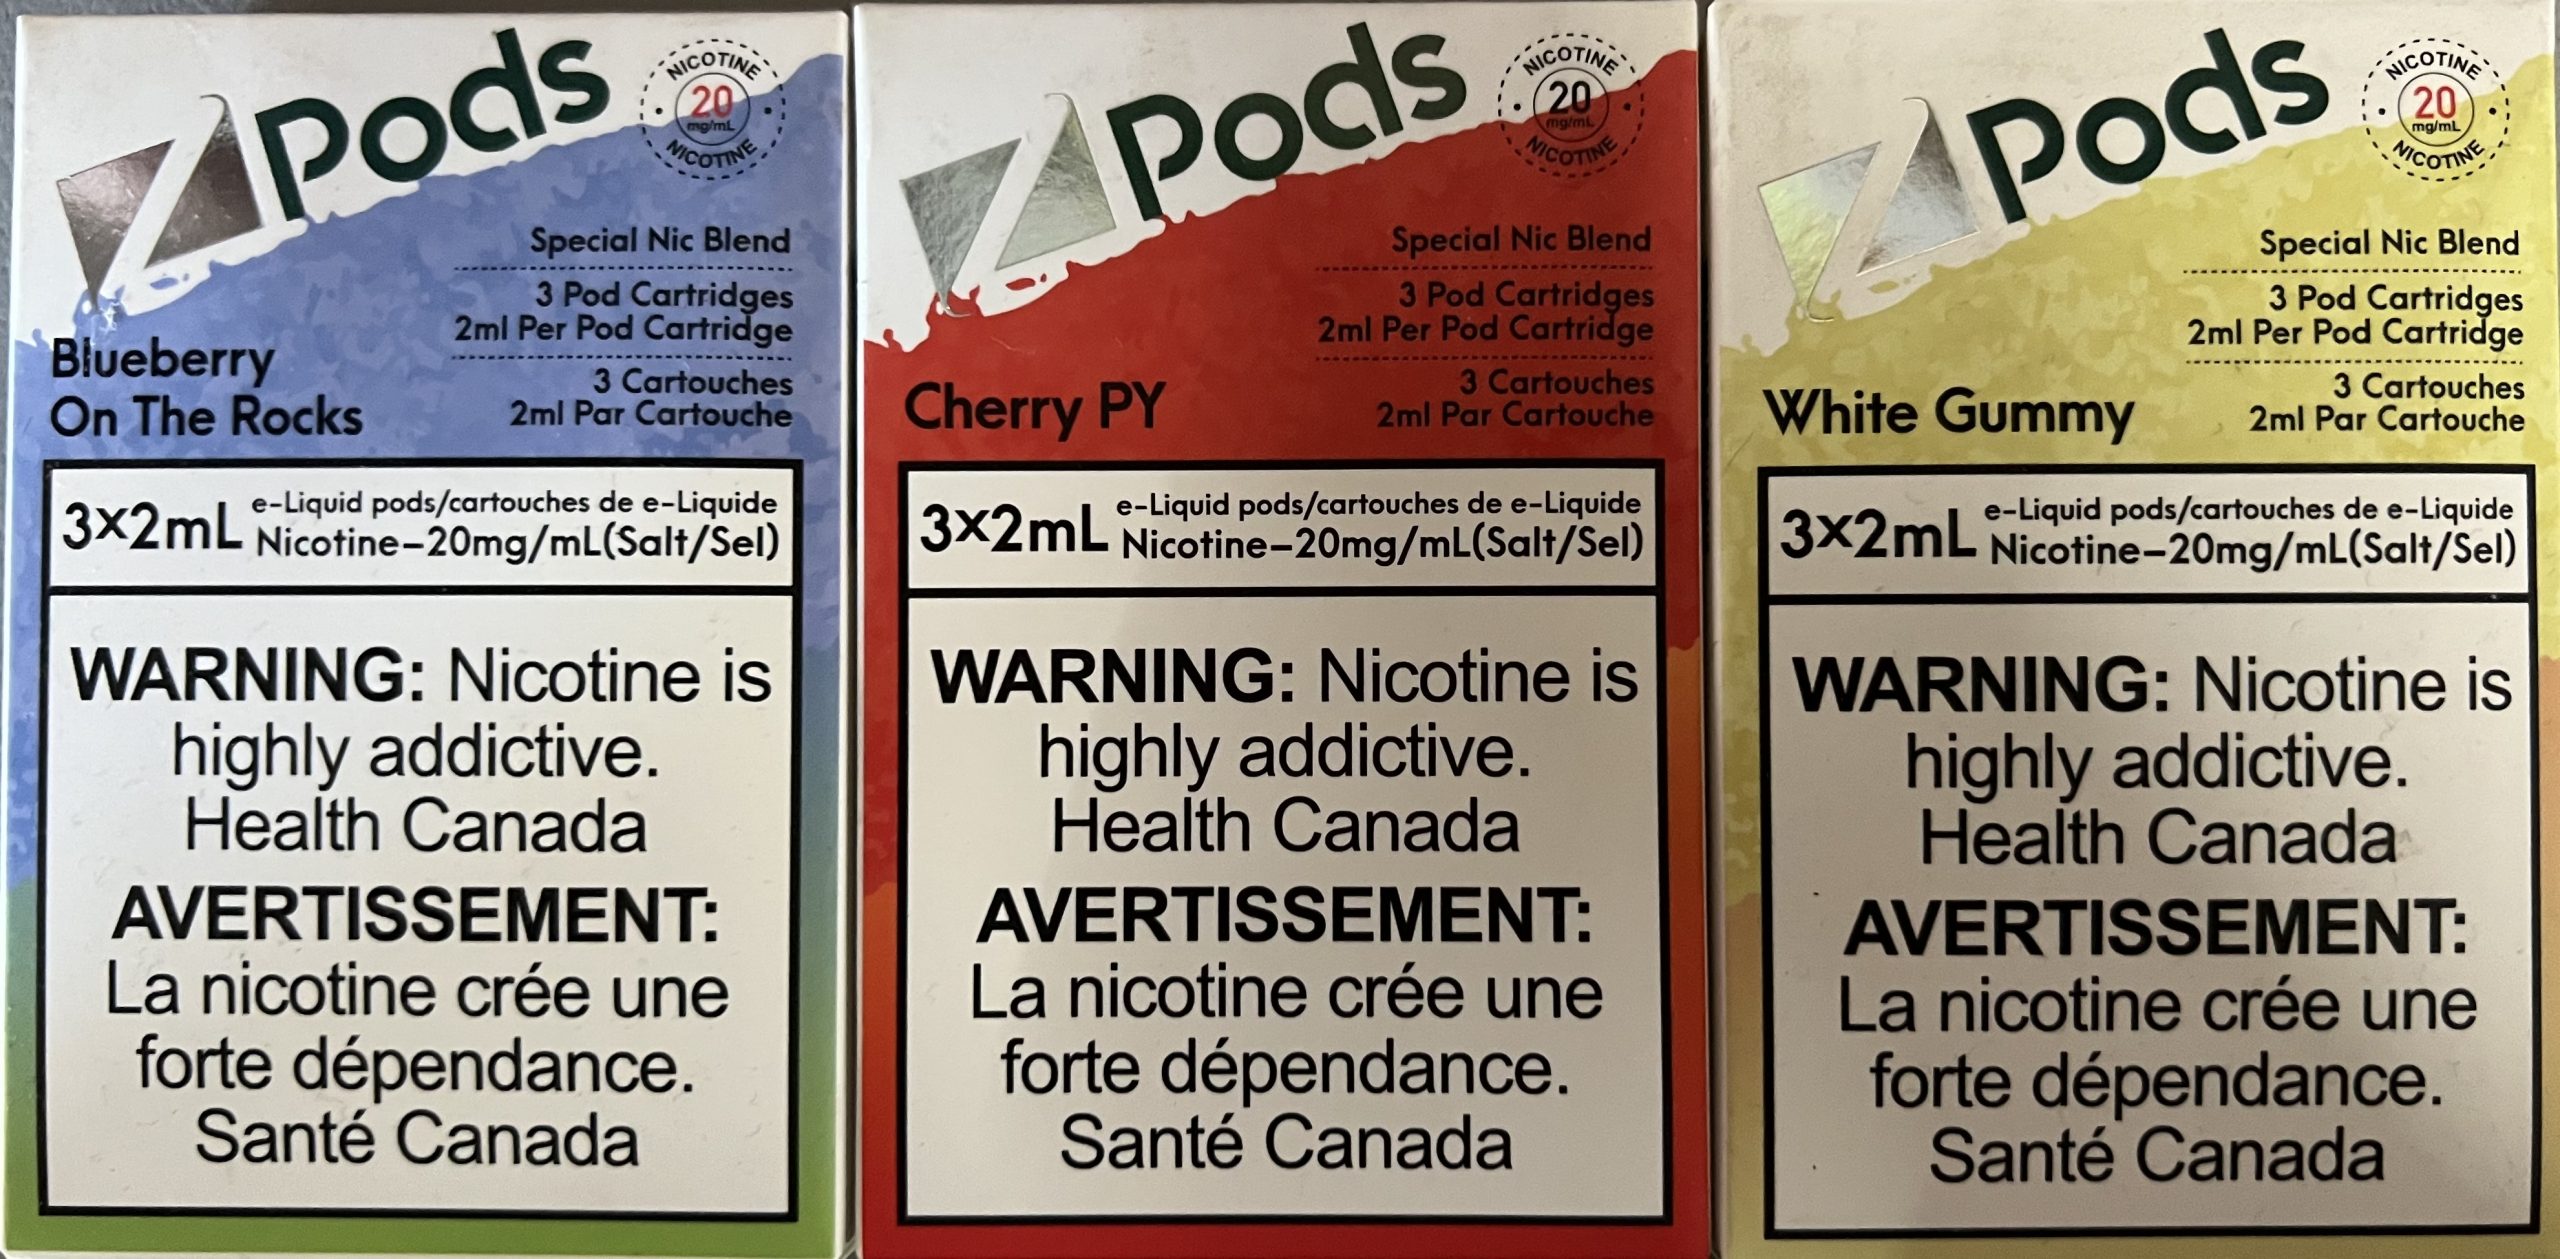 ZPods
NICOTINE
20
mg/mL
NICOTINE
Special Nic Blend
3 Pod Cartridges
2ml Per Pod Cartridge
3 Cartouches
2ml Par Cartouche
Blueberry
On The Rocks
3×2mL
e-Liquid pods/cartouches de e-Liquide
Nicotine-20mg/mL(Salt/Sel)
WARNING: Nicotine is
highly addictive.
Health Canada
AVERTISSEMENT:
La nicotine crée une
forte dépendance.
Santé Canada
ZPods
NICOTINE
20
mg/mL
NICOTINE
Special Nic Blend
3 Pod Cartridges
2ml Per Pod Cartridge
3 Cartouches
2ml Par Cartouche
Cherry PY
3×2mL
e-Liquid pods/cartouches de e-Liquide
Nicotine-20mg/mL(Salt/Sel)
WARNING: Nicotine is
highly addictive.
Health Canada
AVERTISSEMENT:
La nicotine crée une
forte dépendance.
Santé Canada
ZPods
NICOTINE
20
mg/mL
NICOTINE
Special Nic Blend
3 Pod Cartridges
2ml Per Pod Cartridge
3 Cartouches
2ml Par Cartouche
White Gummy
3×2mL
e-Liquid pods/cartouches de e-Liquide
Nicotine-20mg/mL(Salt/Sel)
WARNING: Nicotine is
highly addictive.
Health Canada
AVERTISSEMENT:
La nicotine crée une
forte dépendance.
Santé Canada